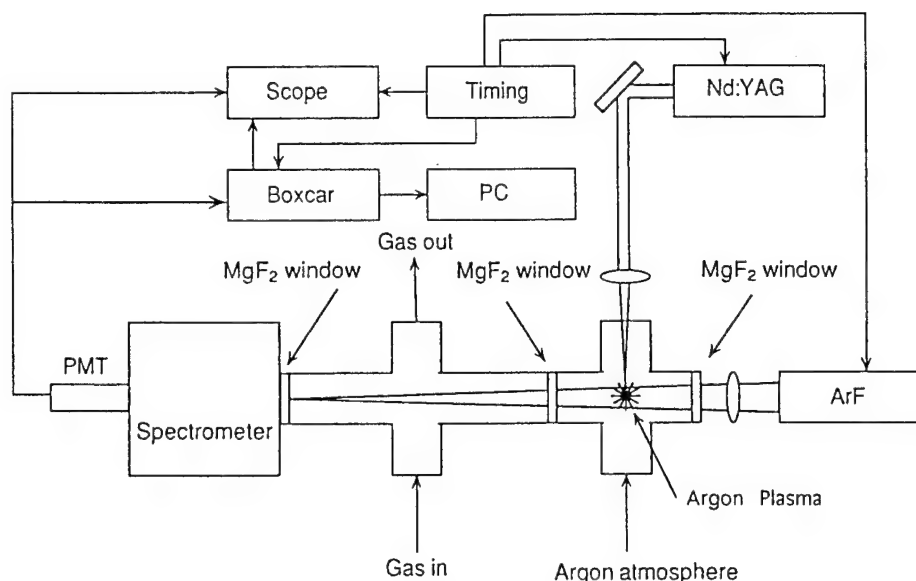 Scope
Timing
Nd:YAG
Boxcar
PC
Gas out
MgF₂ window
MgF₂ window
MgF₂ window
PMT
Spectrometer
ArF
Argon Plasma
Gas in
Argon atmosphere